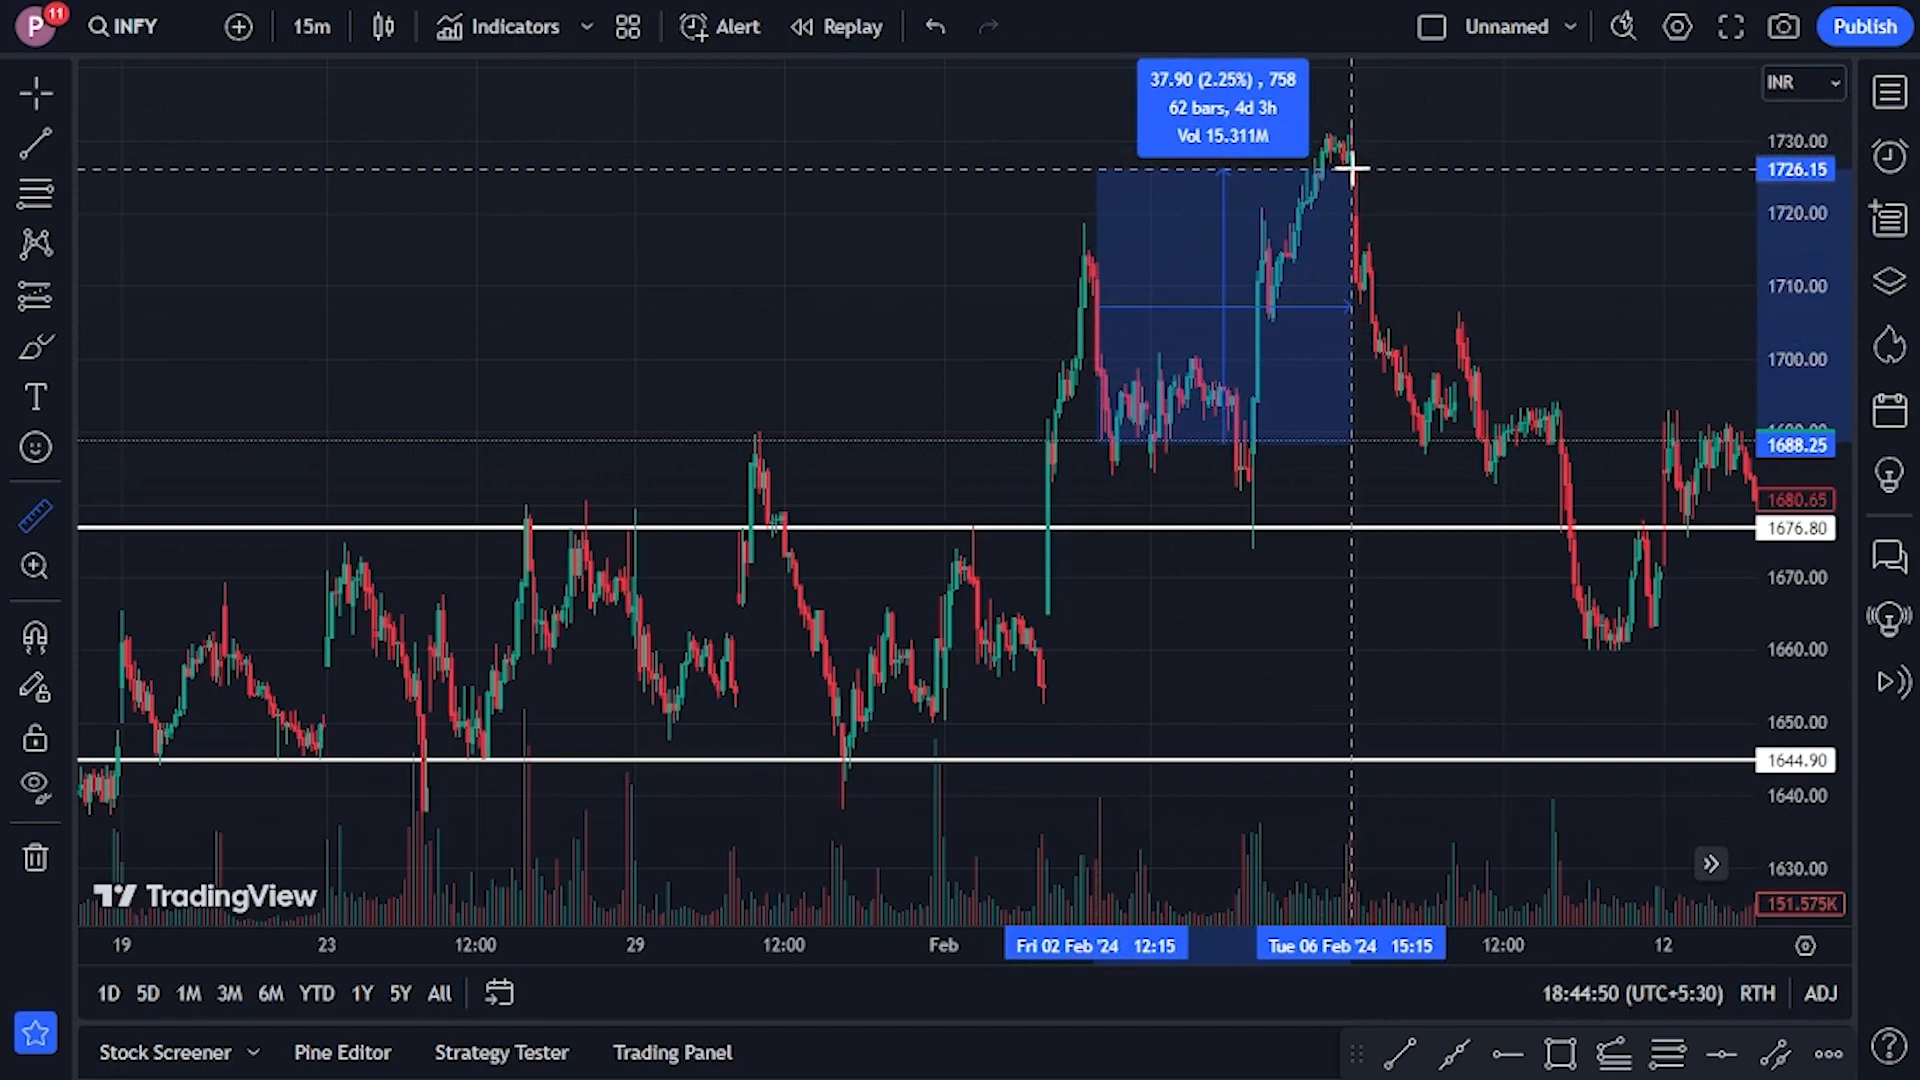 P 11 INFY 15m Indicators Alert Replay Unnamed Publish
37.90 (2.25%) , 758
62 bars, 4d 3h
Vol 15.311M
INR
1730.00
1726.15
1720.00
1710.00
1700.00
1688.25
1680.65
1676.80
1670.00
1660.00
1650.00
1644.90
1640.00
1630.00
151.575K
TradingView
19 23 12:00 29 12:00 Feb Fri 02 Feb '24 12:15 Tue 06 Feb '24 15:15 12:00 12
1D 5D 1M 3M 6M YTD 1Y 5Y All 18:44:50 (UTC+5:30) RTH ADJ
Stock Screener Pine Editor Strategy Tester Trading Panel